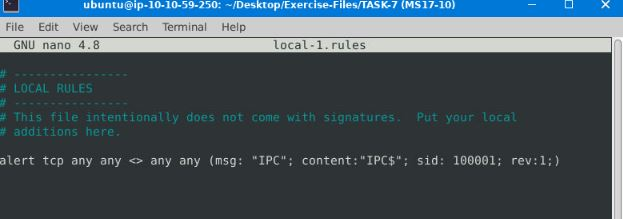 ubuntu@ip-10-10-59-250: ~/Desktop/Exercise-Files/TASK-7 (MS17-10)
File Edit View Search Terminal Help
GNU nano 4.8 local-1.rules
# ----------------
# LOCAL RULES
# ----------------
# This file intentionally does not come with signatures.  Put your local
# additions here.
alert tcp any any <> any any (msg: "IPC"; content:"IPC$"; sid: 100001; rev:1;)